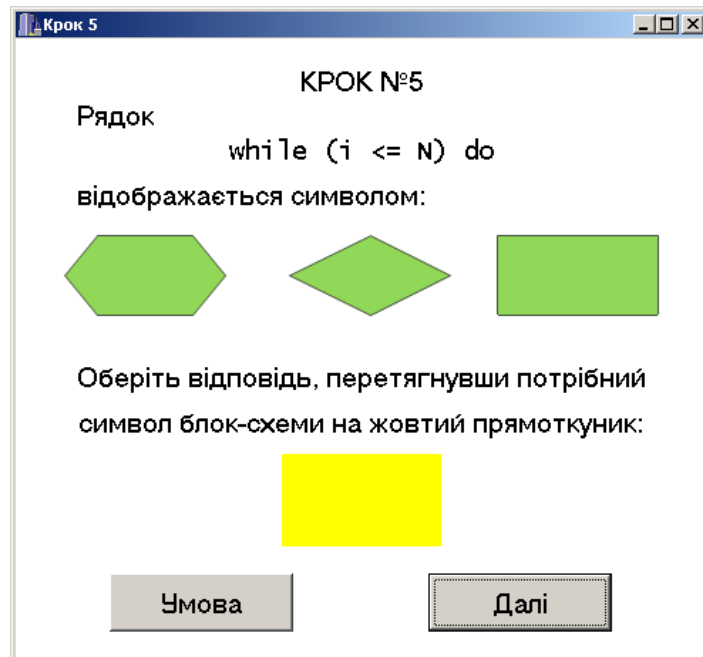 Крок 5
КРОК №5
Рядок
while (i <= N) do
відображається символом:
Оберіть відповідь, перетягнувши потрібний
символ блок-схеми на жовтий прямоткуник:
Умова
Далі